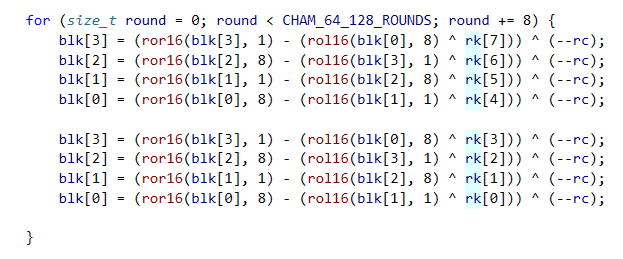 for (size_t round = 0; round < CHAM_64_128_ROUNDS; round += 8) {
blk[3] = (ror16(blk[3], 1) - (rol16(blk[0], 8) ^ rk[7])) ^ (--rc);
blk[2] = (ror16(blk[2], 8) - (rol16(blk[3], 1) ^ rk[6])) ^ (--rc);
blk[1] = (ror16(blk[1], 1) - (rol16(blk[2], 8) ^ rk[5])) ^ (--rc);
blk[0] = (ror16(blk[0], 8) - (rol16(blk[1], 1) ^ rk[4])) ^ (--rc);
blk[3] = (ror16(blk[3], 1) - (rol16(blk[0], 8) ^ rk[3])) ^ (--rc);
blk[2] = (ror16(blk[2], 8) - (rol16(blk[3], 1) ^ rk[2])) ^ (--rc);
blk[1] = (ror16(blk[1], 1) - (rol16(blk[2], 8) ^ rk[1])) ^ (--rc);
blk[0] = (ror16(blk[0], 8) - (rol16(blk[1], 1) ^ rk[0])) ^ (--rc);
}